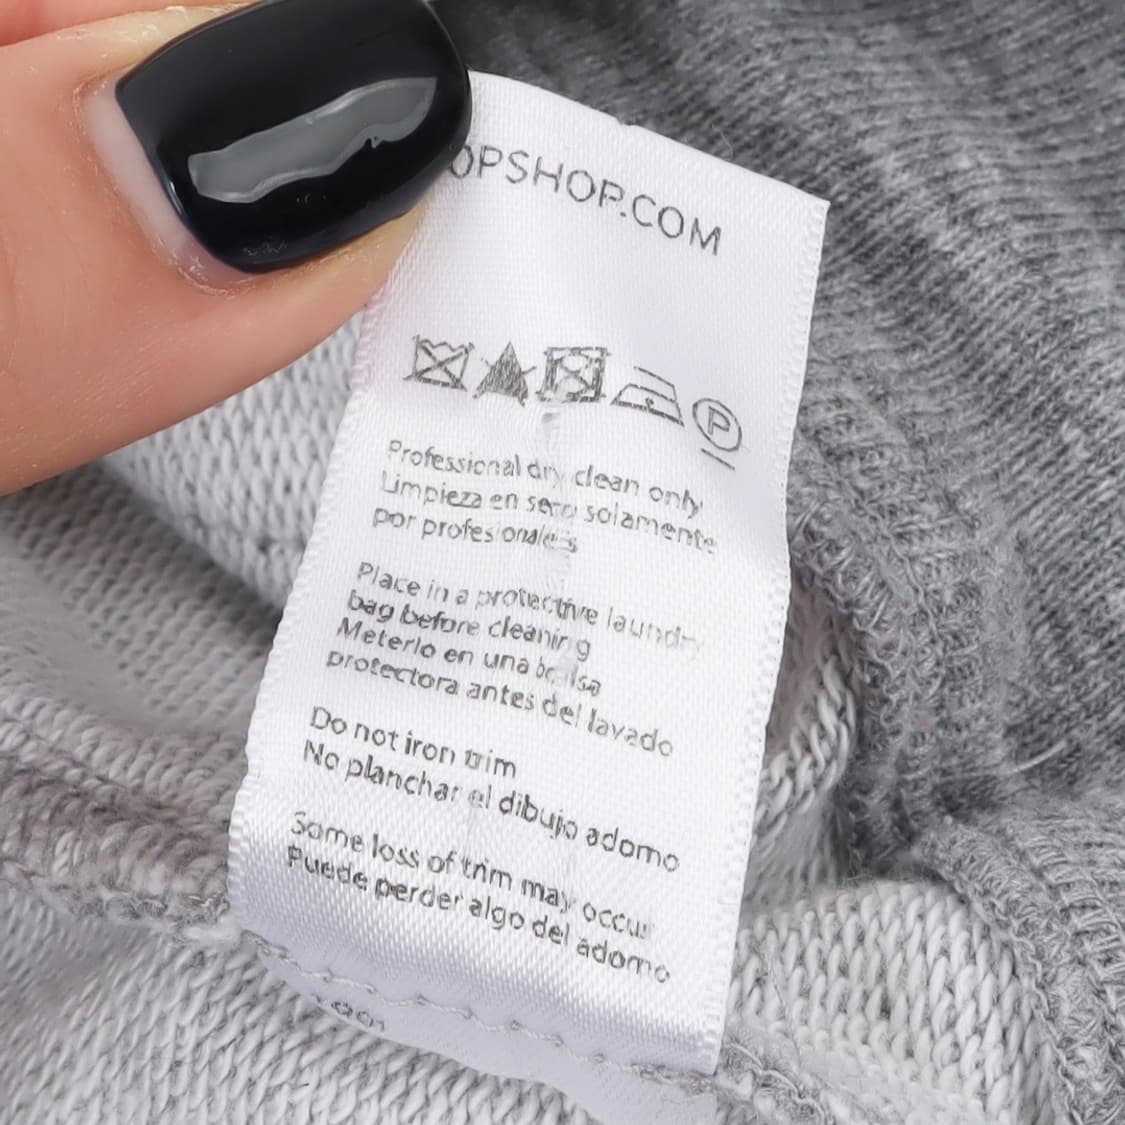 OPSHOP.COM
P
Professional dry clean only
Limpieza en seco solamente
por profesionales
Place in a protective laundry
bag before cleaning
Meterlo en una bolsa
protectora antes del lavado
Do not iron trim
No planchar el dibujo adorno
Some loss of trim may occur
Puede perder algo del adorno